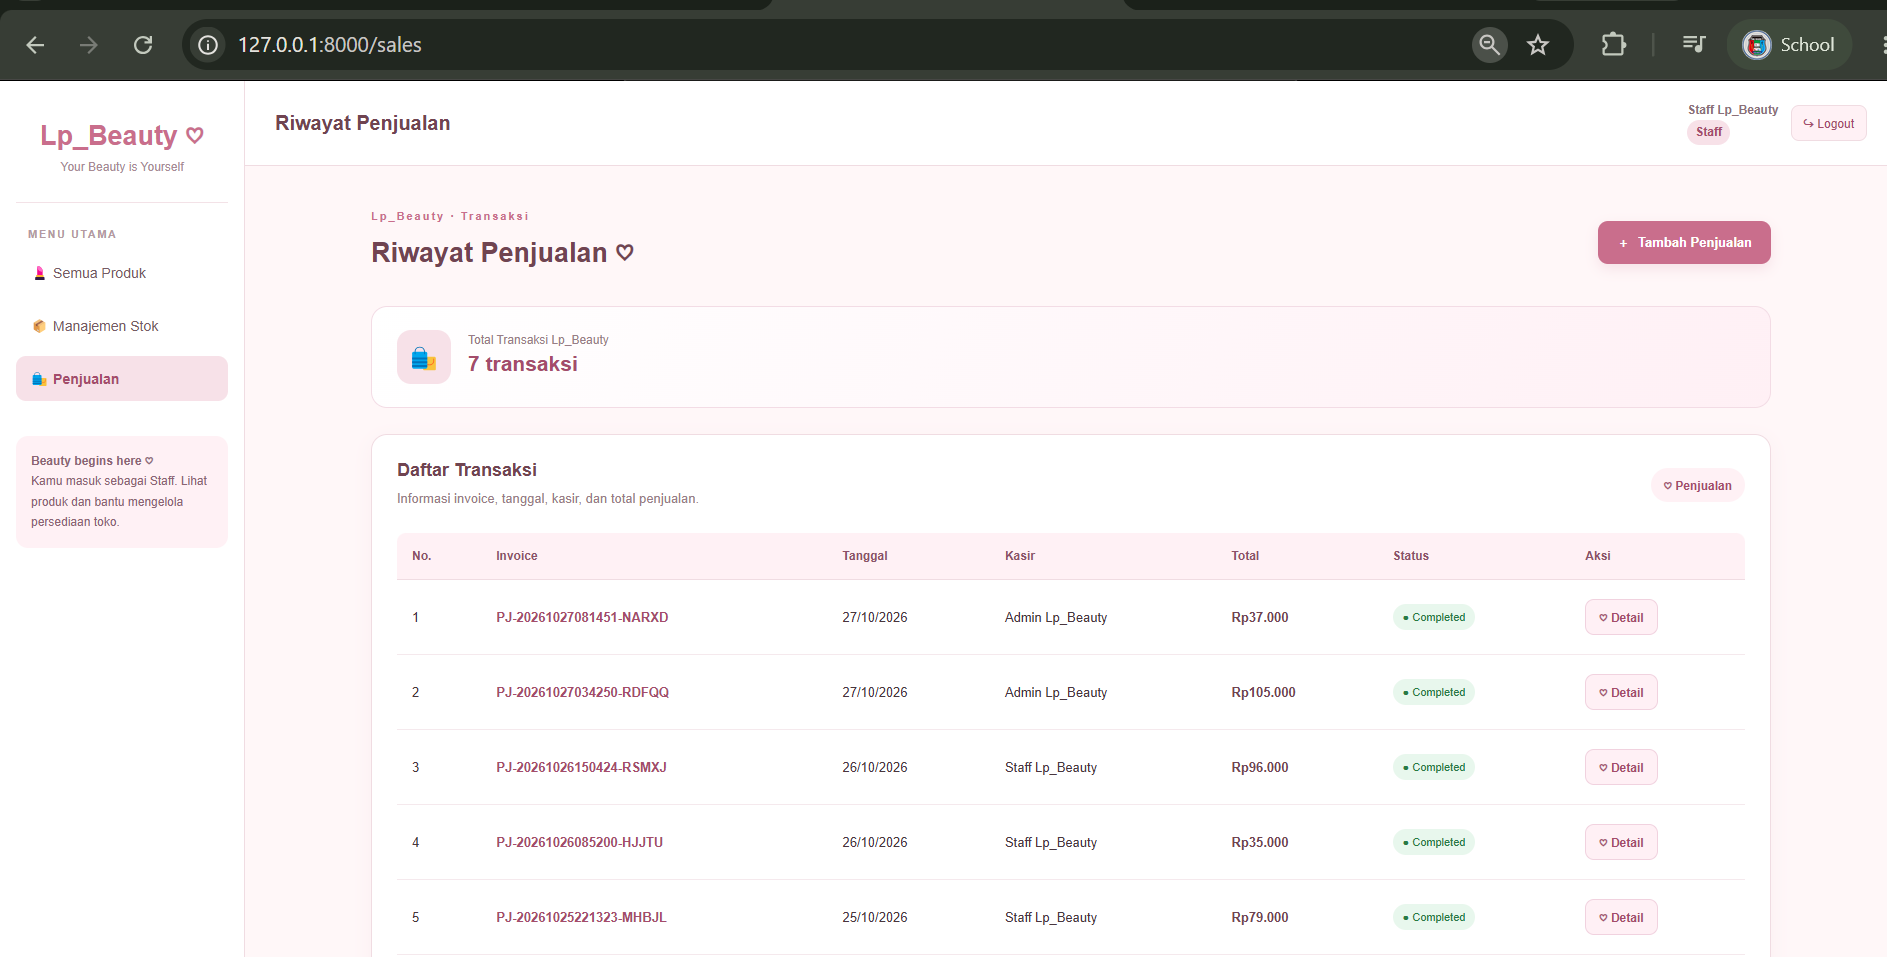 127.0.0.1:8000/sales
School
Lp_Beauty ♡
Your Beauty is Yourself
MENU UTAMA
Semua Produk
Manajemen Stok
Penjualan
Beauty begins here ♡
Kamu masuk sebagai Staff. Lihat
produk dan bantu mengelola
persediaan toko.
Riwayat Penjualan
Staff Lp_Beauty
Staff
↪ Logout
Lp_Beauty · Transaksi
Riwayat Penjualan ♡
+ Tambah Penjualan
Total Transaksi Lp_Beauty
7 transaksi
Daftar Transaksi
Informasi invoice, tanggal, kasir, dan total penjualan.
♡ Penjualan
No. Invoice Tanggal Kasir Total Status Aksi
1 PJ-20261027081451-NARXD 27/10/2026 Admin Lp_Beauty Rp37.000 • Completed ♡ Detail
2 PJ-20261027034250-RDFQQ 27/10/2026 Admin Lp_Beauty Rp105.000 • Completed ♡ Detail
3 PJ-20261026150424-RSMXJ 26/10/2026 Staff Lp_Beauty Rp96.000 • Completed ♡ Detail
4 PJ-20261026085200-HJJTU 26/10/2026 Staff Lp_Beauty Rp35.000 • Completed ♡ Detail
5 PJ-20261025221323-MHBJL 25/10/2026 Staff Lp_Beauty Rp79.000 • Completed ♡ Detail